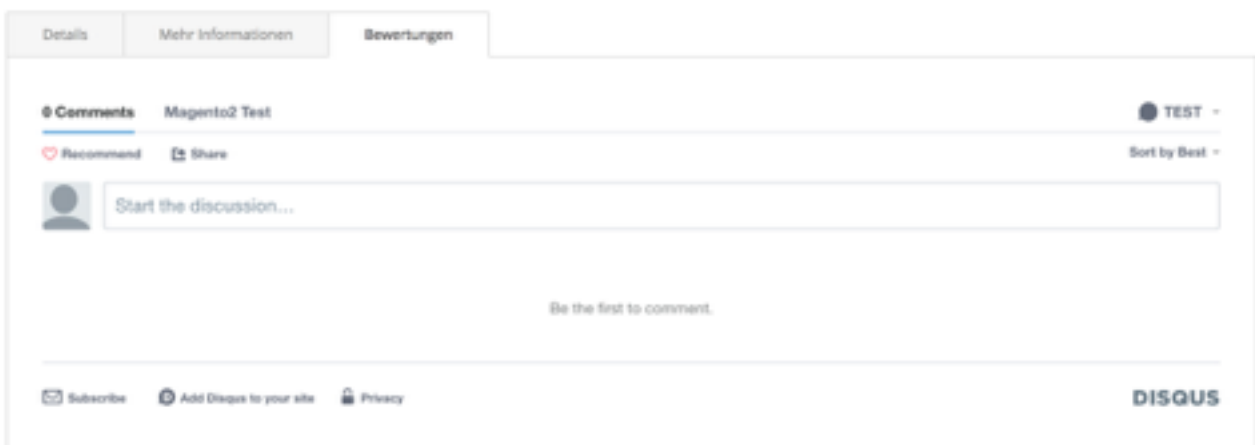 Details Mehr Informationen Bewertungen
0 Comments Magento2 Test TEST
Recommend Share Sort by Best
Start the discussion...
Be the first to comment.
Subscribe Add Disqus to your site Privacy DISQUS